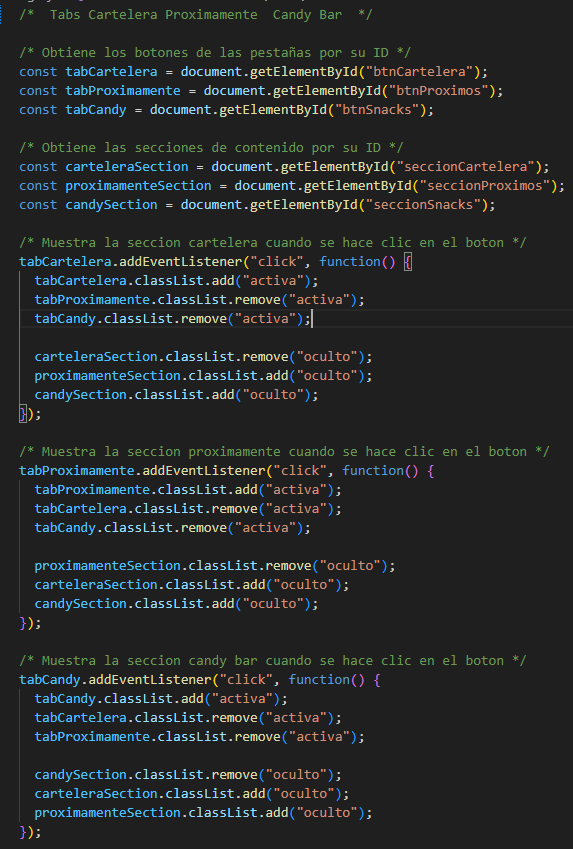 /*  Tabs Cartelera Proximamente  Candy Bar  */
/* Obtiene los botones de las pestañas por su ID */
const tabCartelera = document.getElementById("btnCartelera");
const tabProximamente = document.getElementById("btnProximos");
const tabCandy = document.getElementById("btnSnacks");
/* Obtiene las secciones de contenido por su ID */
const carteleraSection = document.getElementById("seccionCartelera");
const proximamenteSection = document.getElementById("seccionProximos");
const candySection = document.getElementById("seccionSnacks");
/* Muestra la seccion cartelera cuando se hace clic en el boton */
tabCartelera.addEventListener("click", function() {
  tabCartelera.classList.add("activa");
  tabProximamente.classList.remove("activa");
  tabCandy.classList.remove("activa");
  carteleraSection.classList.remove("oculto");
  proximamenteSection.classList.add("oculto");
  candySection.classList.add("oculto");
});
/* Muestra la seccion proximamente cuando se hace clic en el boton */
tabProximamente.addEventListener("click", function() {
  tabProximamente.classList.add("activa");
  tabCartelera.classList.remove("activa");
  tabCandy.classList.remove("activa");
  proximamenteSection.classList.remove("oculto");
  carteleraSection.classList.add("oculto");
  candySection.classList.add("oculto");
});
/* Muestra la seccion candy bar cuando se hace clic en el boton */
tabCandy.addEventListener("click", function() {
  tabCandy.classList.add("activa");
  tabCartelera.classList.remove("activa");
  tabProximamente.classList.remove("activa");
  candySection.classList.remove("oculto");
  carteleraSection.classList.add("oculto");
  proximamenteSection.classList.add("oculto");
});